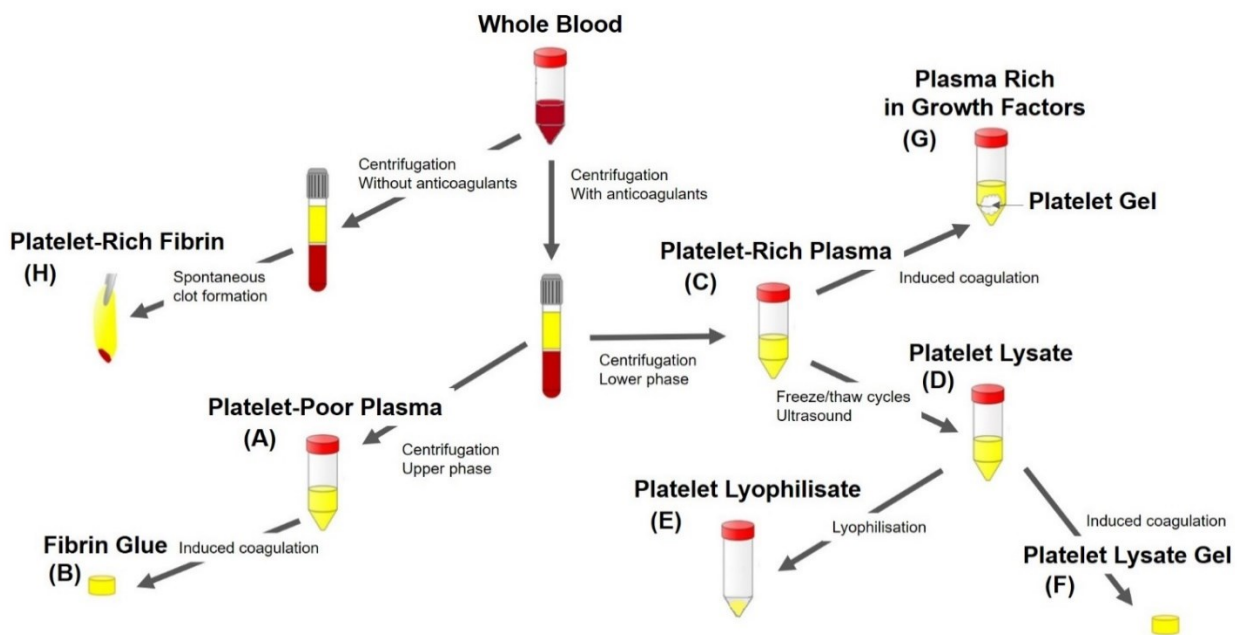 Whole Blood
Centrifugation
Without anticoagulants
Centrifugation
With anticoagulants
Plasma Rich
in Growth Factors
(G)
Platelet Gel
Platelet-Rich Fibrin
(H)
Spontaneous
clot formation
Platelet-Rich Plasma
(C)
Induced coagulation
Centrifugation
Lower phase
Platelet Lysate
(D)
Freeze/thaw cycles
Ultrasound
Platelet-Poor Plasma
(A)
Centrifugation
Upper phase
Platelet Lyophilisate
(E)
Lyophilisation
Induced coagulation
Fibrin Glue
(B)
Induced coagulation
Platelet Lysate Gel
(F)